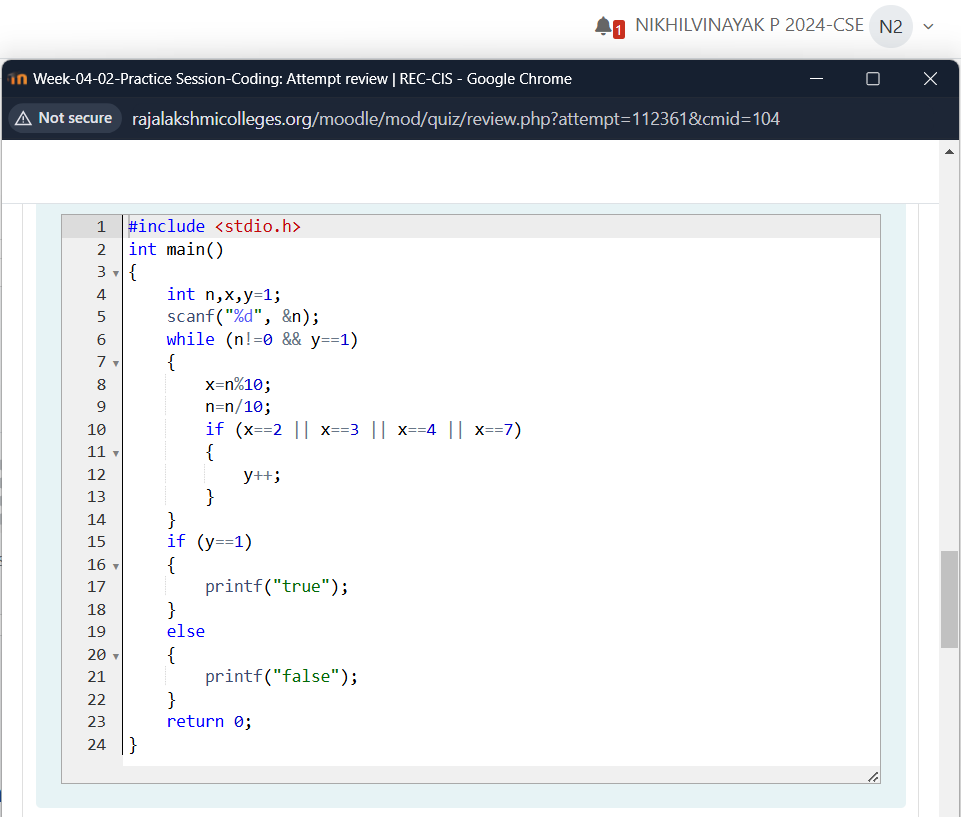 1 NIKHILVINAYAK P 2024-CSE N2
m Week-04-02-Practice Session-Coding: Attempt review | REC-CIS - Google Chrome
Not secure rajalakshmicolleges.org/moodle/mod/quiz/review.php?attempt=112361&cmid=104
1 #include <stdio.h>
2 int main()
3 {
4     int n,x,y=1;
5     scanf("%d", &n);
6     while (n!=0 && y==1)
7     {
8         x=n%10;
9         n=n/10;
10         if (x==2 || x==3 || x==4 || x==7)
11         {
12             y++;
13         }
14     }
15     if (y==1)
16     {
17         printf("true");
18     }
19     else
20     {
21         printf("false");
22     }
23     return 0;
24 }